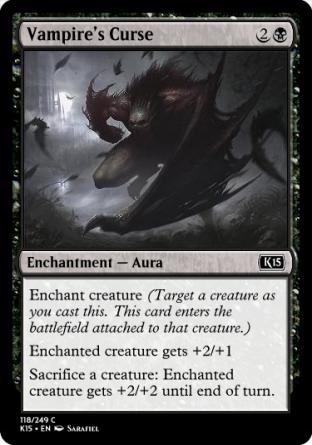 Vampire's Curse 2
Enchantment — Aura K15
Enchant creature (Target a creature as
you cast this. This card enters the
battlefield attached to that creature.)
Enchanted creature gets +2/+1
Sacrifice a creature: Enchanted
creature gets +2/+2 until end of turn.
118/249 C
K15 • EN Sarafiel